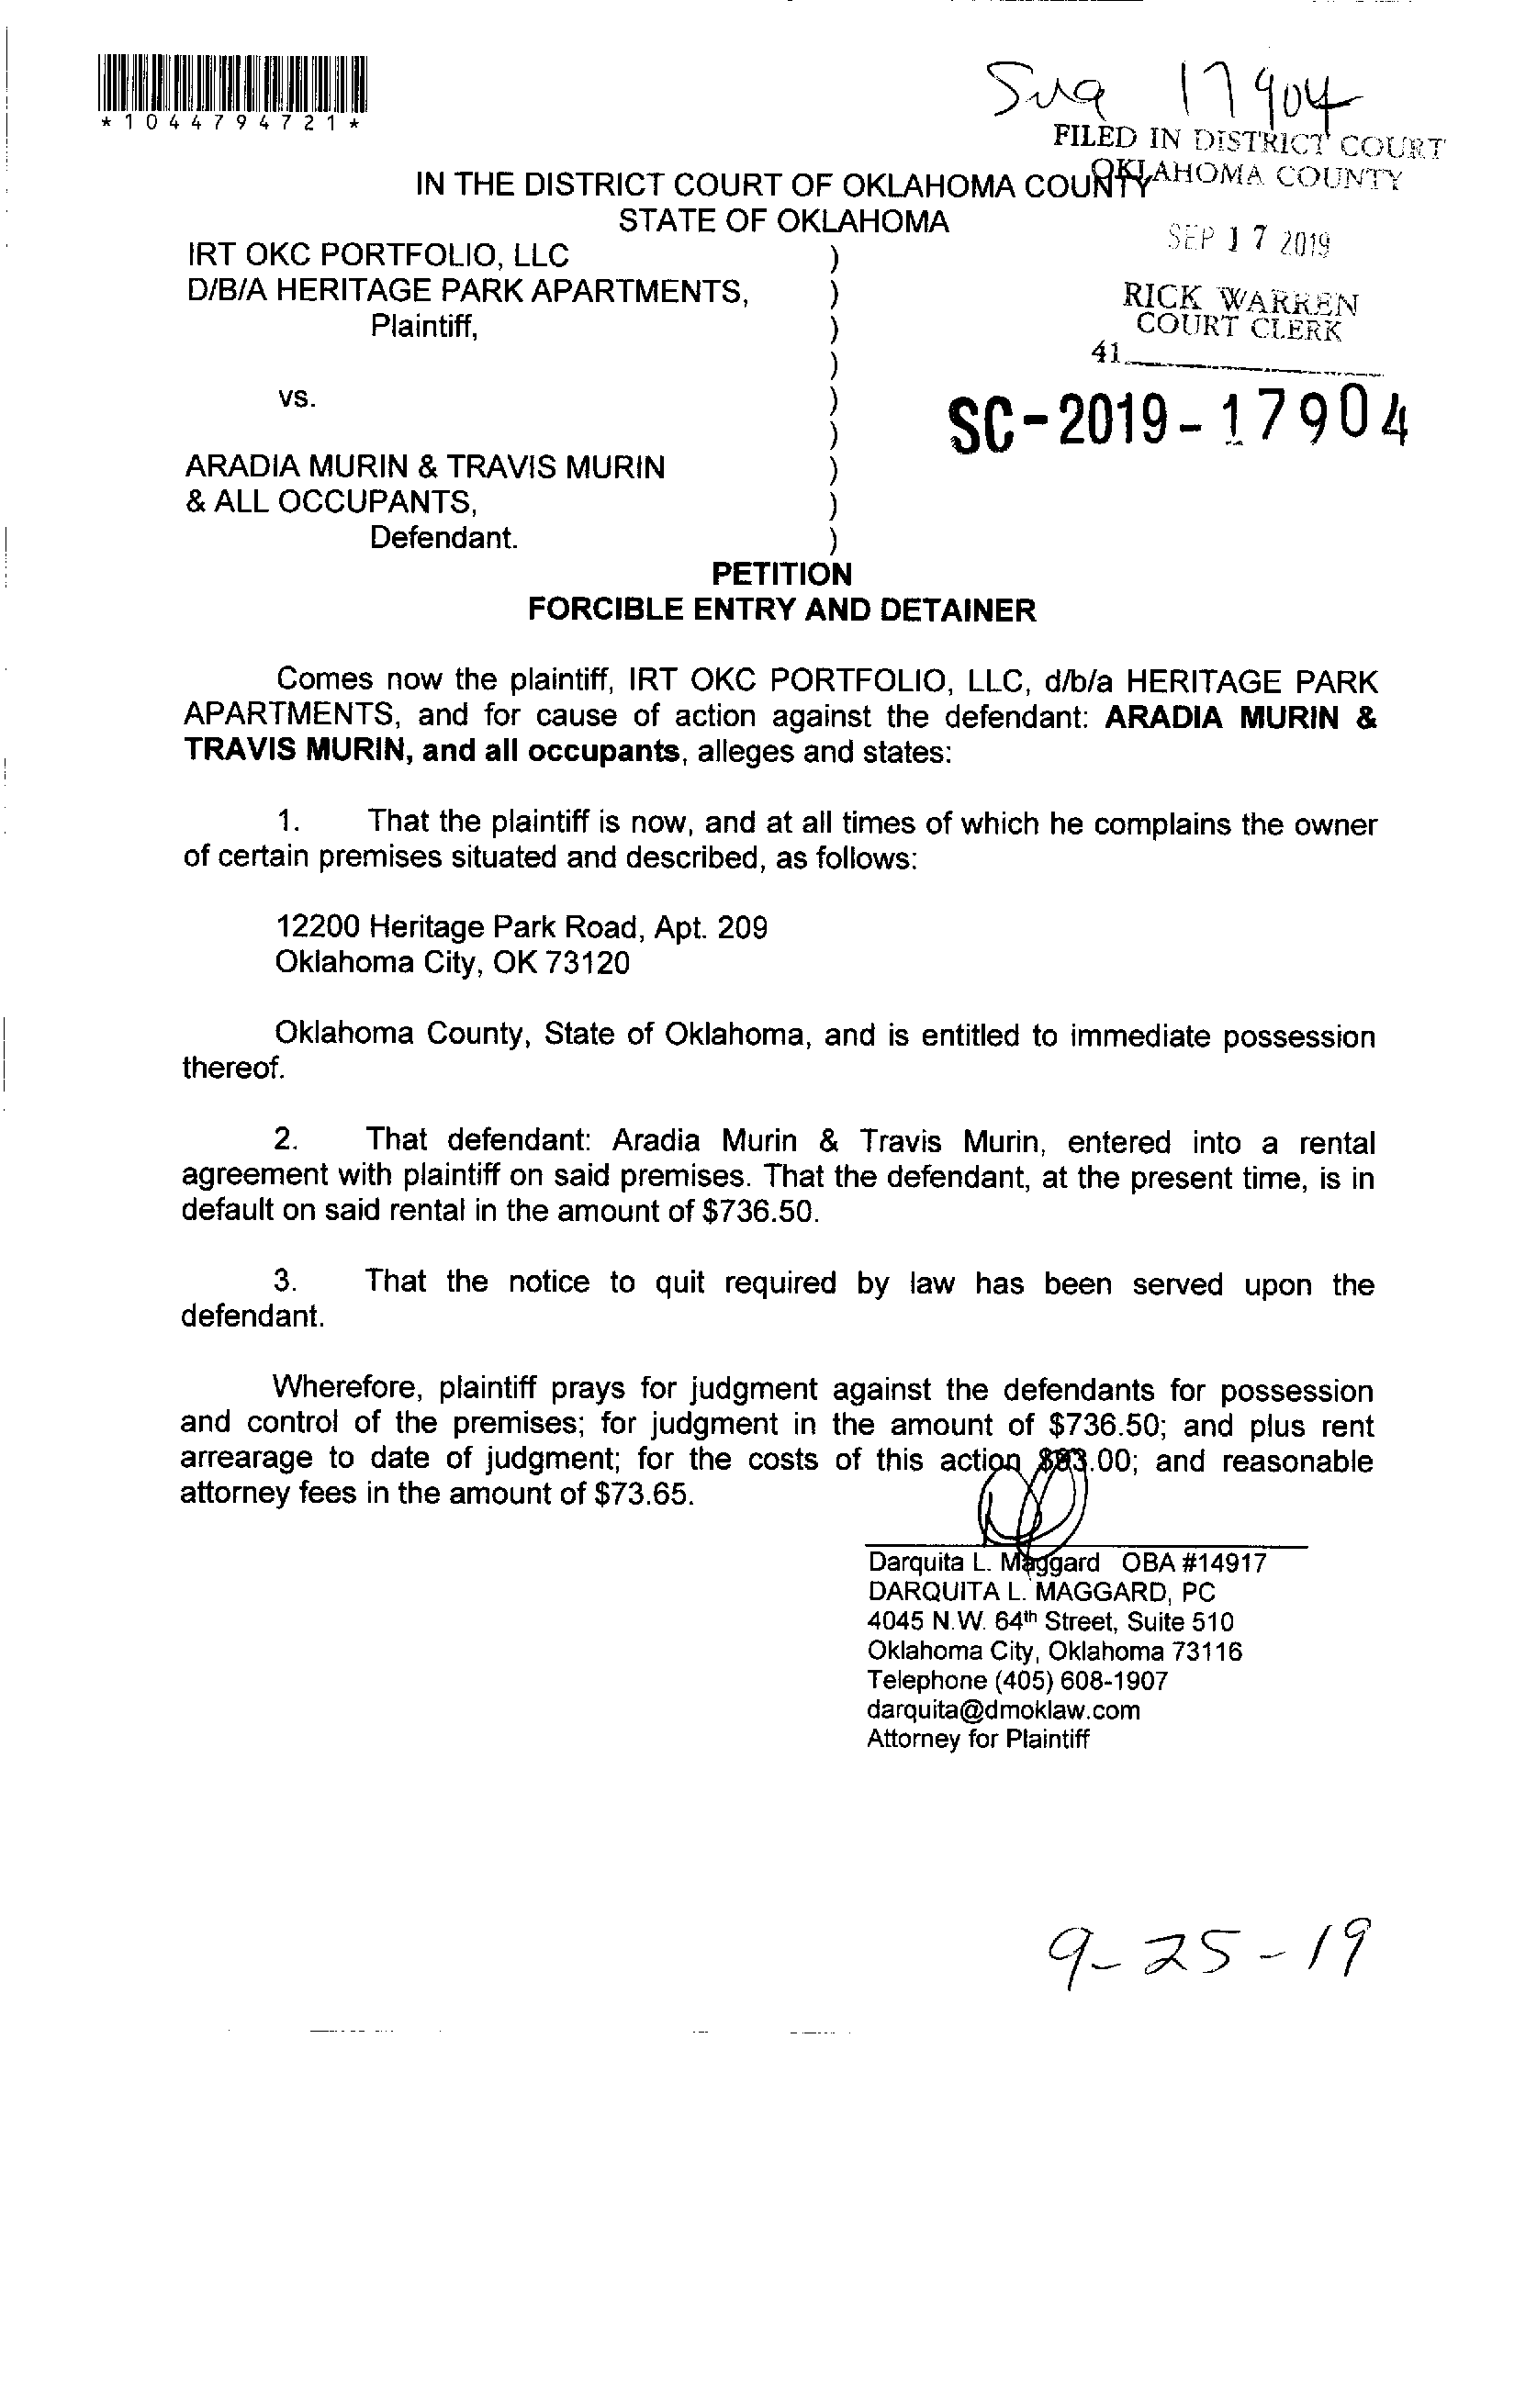 *1044794721*
17904
FILED IN DISTRICT COURT
OKLAHOMA COUNTY
IN THE DISTRICT COURT OF OKLAHOMA COUNTY
STATE OF OKLAHOMA
SEP 17 2019
IRT OKC PORTFOLIO, LLC )
D/B/A HERITAGE PARK APARTMENTS, )
RICK WARREN
COURT CLERK
Plaintiff, )
41
)
vs. )
SC-2019-17904
)
ARADIA MURIN & TRAVIS MURIN )
& ALL OCCUPANTS, )
Defendant. )
PETITION
FORCIBLE ENTRY AND DETAINER
Comes now the plaintiff, IRT OKC PORTFOLIO, LLC, d/b/a HERITAGE PARK
APARTMENTS, and for cause of action against the defendant: ARADIA MURIN &
TRAVIS MURIN, and all occupants, alleges and states:
1. That the plaintiff is now, and at all times of which he complains the owner
of certain premises situated and described, as follows:
12200 Heritage Park Road, Apt. 209
Oklahoma City, OK 73120
Oklahoma County, State of Oklahoma, and is entitled to immediate possession
thereof.
2. That defendant: Aradia Murin & Travis Murin, entered into a rental
agreement with plaintiff on said premises. That the defendant, at the present time, is in
default on said rental in the amount of $736.50.
3. That the notice to quit required by law has been served upon the
defendant.
Wherefore, plaintiff prays for judgment against the defendants for possession
and control of the premises; for judgment in the amount of $736.50; and plus rent
arrearage to date of judgment; for the costs of this action .00; and reasonable
attorney fees in the amount of $73.65.
Darquita L. Maggard OBA #14917
DARQUITA L. MAGGARD, PC
4045 N.W. 64th Street, Suite 510
Oklahoma City, Oklahoma 73116
Telephone (405) 608-1907
darquita@dmoklaw.com
Attorney for Plaintiff
9-25-19